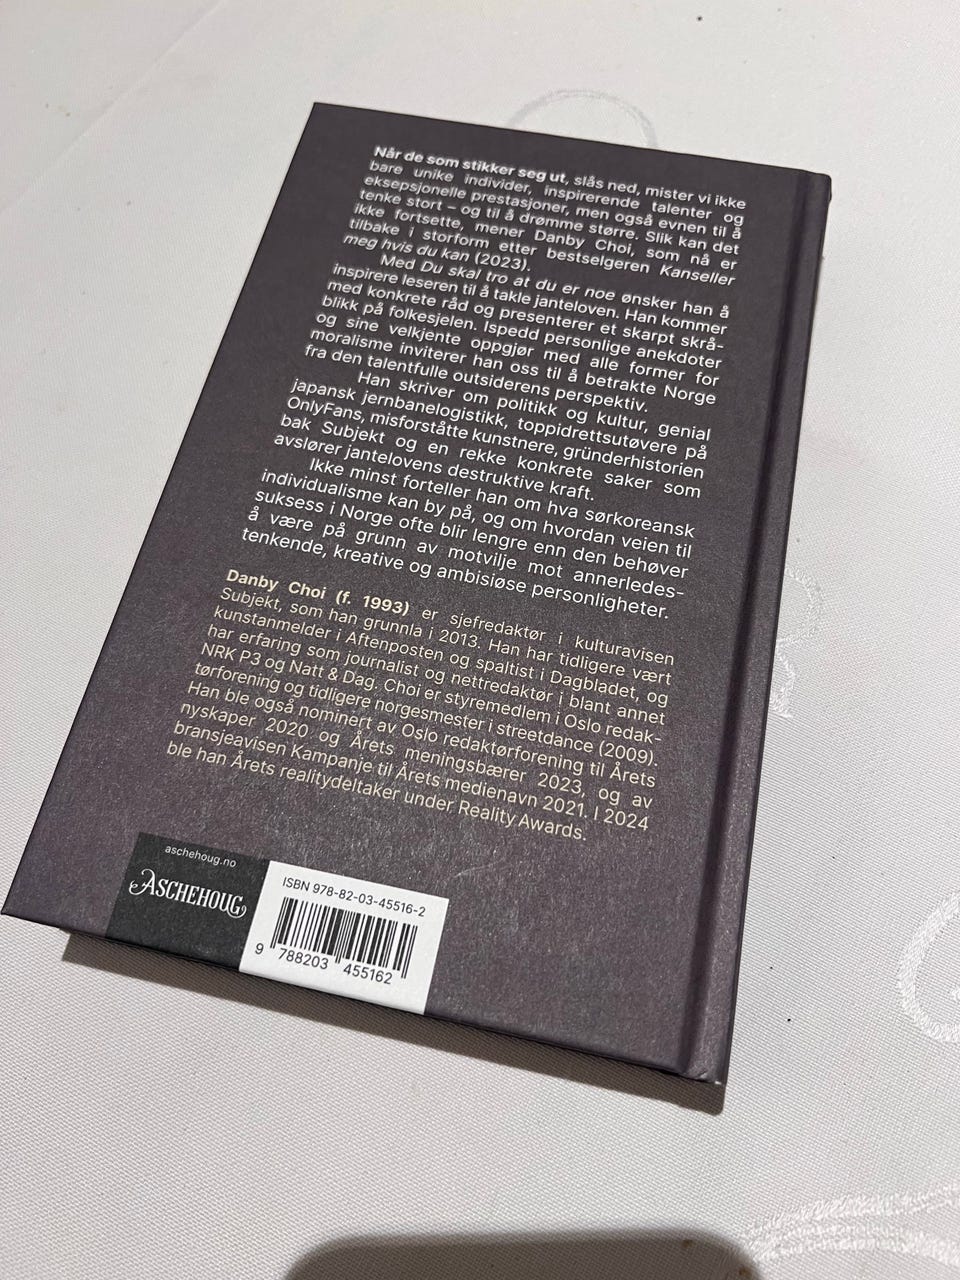 Når de som stikker seg ut, slås ned, mister vi ikke
bare unike individer, inspirerende talenter og
eksepsjonelle prestasjoner, men også evnen til å
tenke stort – og til å drømme større. Slik kan det
ikke fortsette, mener Danby Choi, som nå er
tilbake i storform etter bestselgeren Kanseller
meg hvis du kan (2023).
Med Du skal tro at du er noe ønsker han å
inspirere leseren til å takle janteloven. Han kommer
med konkrete råd og presenterer et skarpt skrå-
blikk på folkesjelen. Ispedd personlige anekdoter
og sine velkjente oppgjør med alle former for
moralisme inviterer han oss til å betrakte Norge
fra den talentfulle outsiderens perspektiv.
Han skriver om politikk og kultur, genial
japansk jernbanelogistikk, toppidrettsutøvere på
OnlyFans, misforståtte kunstnere, gründerhistorien
bak Subjekt og en rekke konkrete saker som
avslører jantelovens destruktive kraft.
Ikke minst forteller han om hva sørkoreansk
individualisme kan by på, og om hvordan veien til
suksess i Norge ofte blir lengre enn den behøver
å være på grunn av motvilje mot annerledes-
tenkende, kreative og ambisiøse personligheter.
Danby Choi (f. 1993) er sjefredaktør i kulturavisen
Subjekt, som han grunnla i 2013. Han har tidligere vært
kunstanmelder i Aftenposten og spaltist i Dagbladet, og
har erfaring som journalist og nettredaktør i blant annet
NRK P3 og Natt & Dag. Choi er styremedlem i Oslo redak-
tørforening og tidligere norgesmester i streetdance (2009).
Han ble også nominert av Oslo redaktørforening til Årets
nyskaper 2020 og Årets meningsbærer 2023, og av
bransjeavisen Kampanje til Årets medienavn 2021. I 2024
ble han Årets realitydeltaker under Reality Awards.
aschehoug.no
ASCHEHOUG
ISBN 978-82-03-45516-2
9 788203 455162